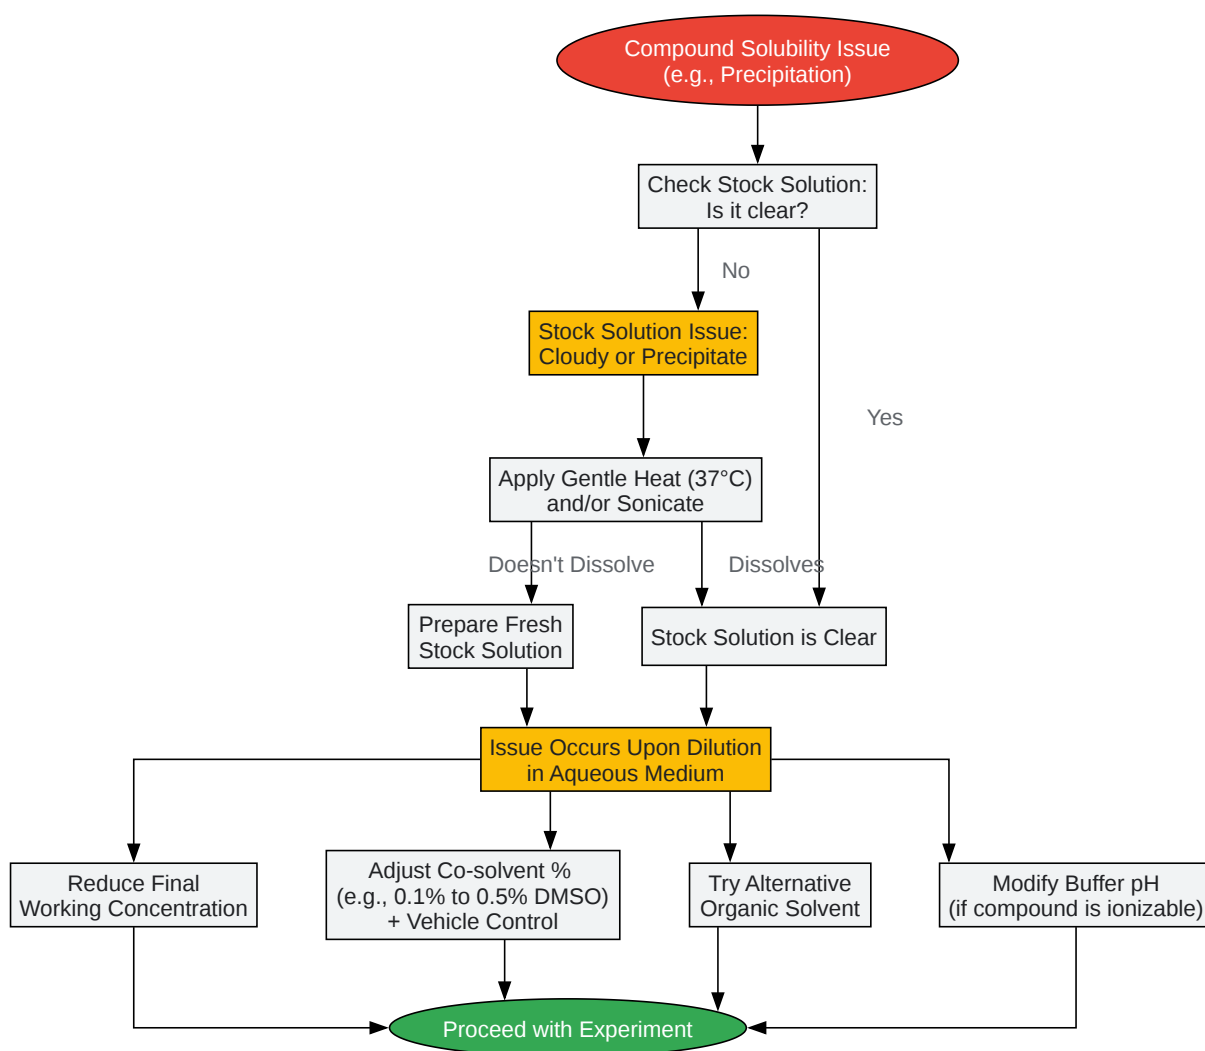 Compound Solubility Issue
(e.g., Precipitation)
Check Stock Solution:
Is it clear?
No
Stock Solution Issue:
Cloudy or Precipitate
Yes
Apply Gentle Heat (37°C)
and/or Sonicate
Doesn't Dissolve
Dissolves
Prepare Fresh
Stock Solution
Stock Solution is Clear
Issue Occurs Upon Dilution
in Aqueous Medium
Reduce Final
Working Concentration
Adjust Co-solvent %
(e.g., 0.1% to 0.5% DMSO)
+ Vehicle Control
Try Alternative
Organic Solvent
Modify Buffer pH
(if compound is ionizable)
Proceed with Experiment